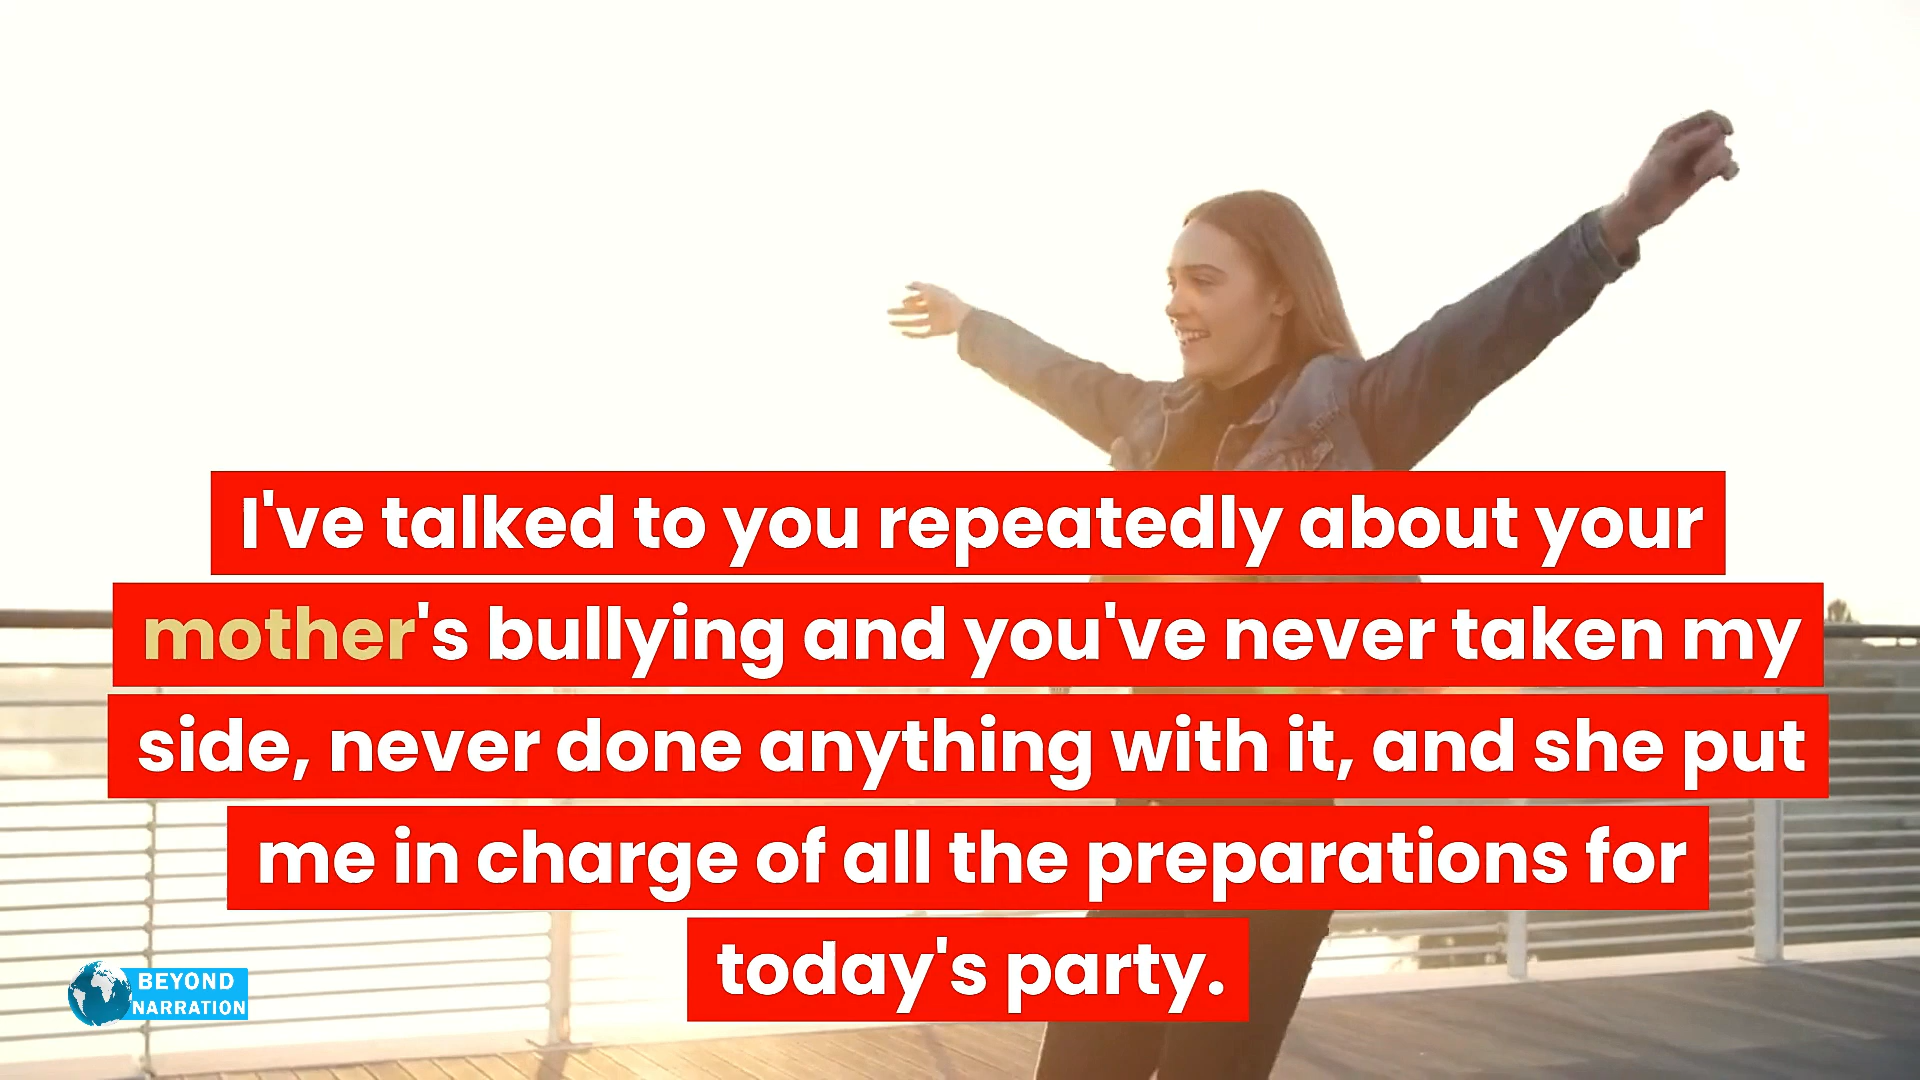 I've talked to you repeatedly about your
mother's bullying and you've never taken my
side, never done anything with it, and she put
me in charge of all the preparations for
today's party.
BEYOND
NARRATION